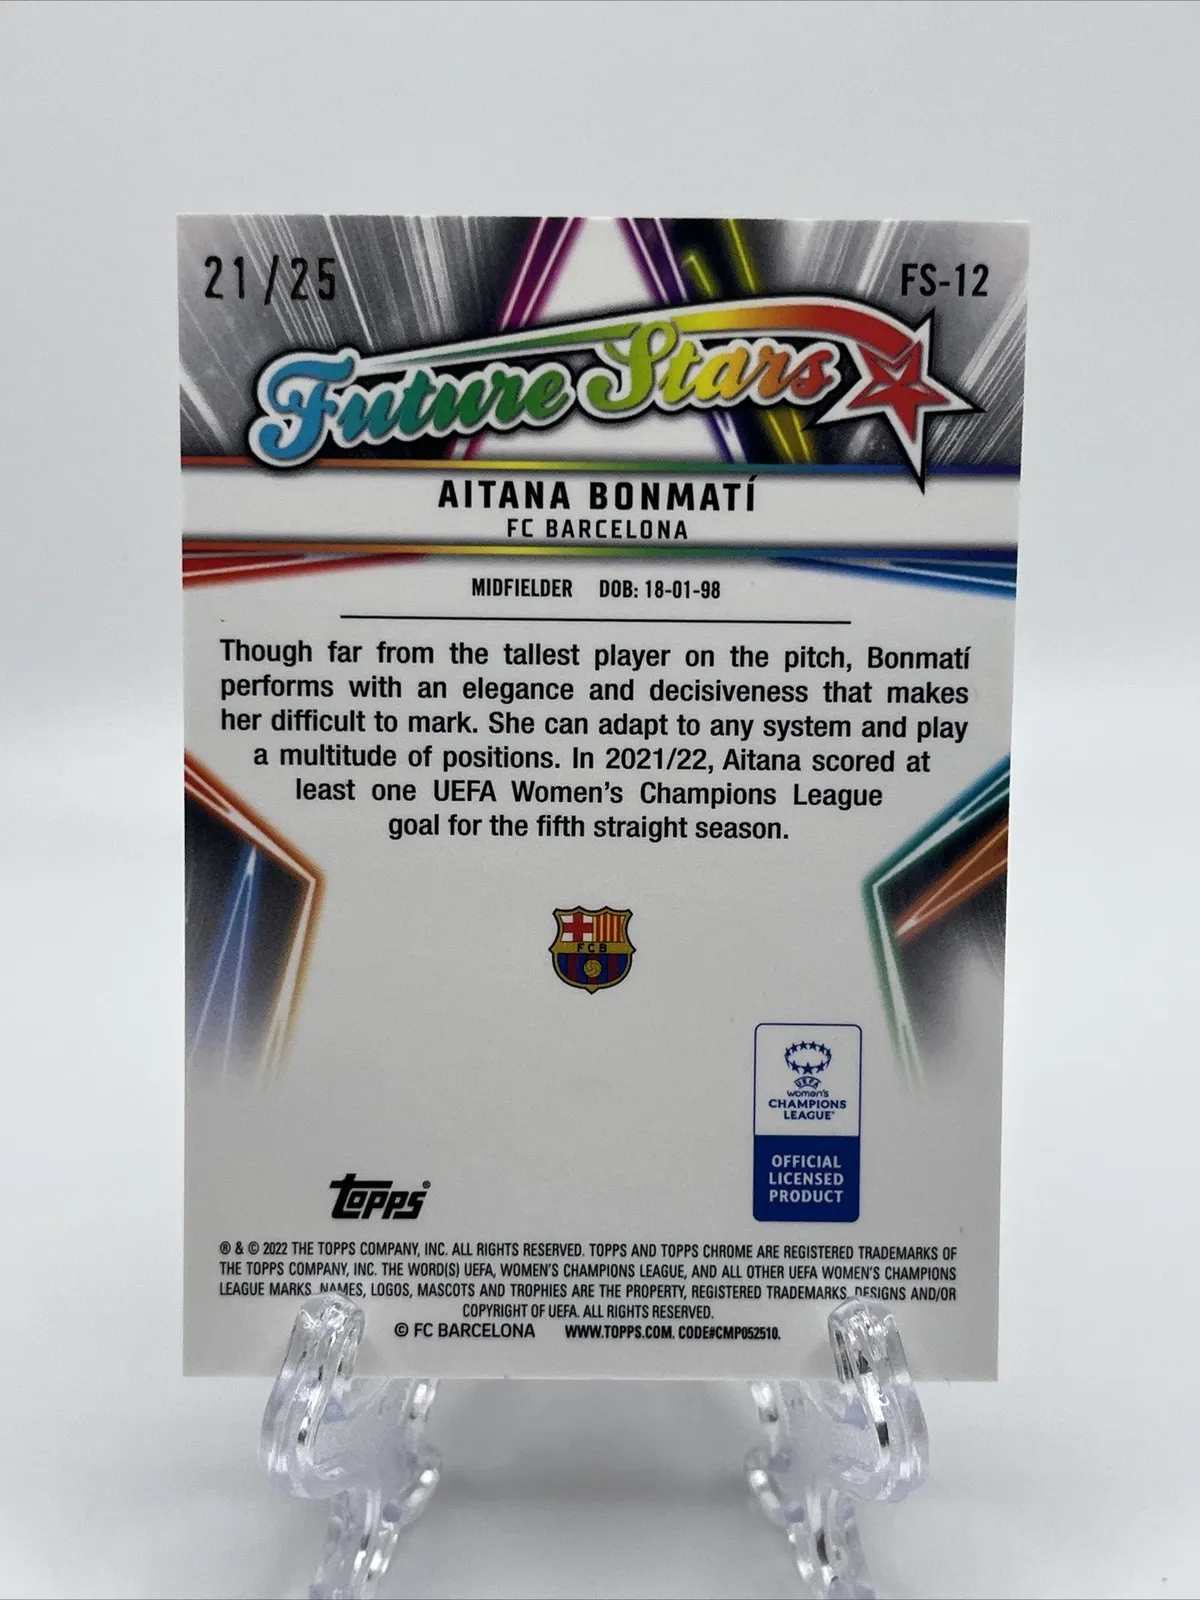 21/25
FS-12
Future Stars
AITANA BONMATÍ
FC BARCELONA
MIDFIELDER DOB: 18-01-98
Though far from the tallest player on the pitch, Bonmatí
performs with an elegance and decisiveness that makes
her difficult to mark. She can adapt to any system and play
a multitude of positions. In 2021/22, Aitana scored at
least one UEFA Women's Champions League
goal for the fifth straight season.
FCB
UEFA
women's
CHAMPIONS
LEAGUE
OFFICIAL
LICENSED
PRODUCT
Topps®
® & © 2022 THE TOPPS COMPANY, INC. ALL RIGHTS RESERVED. TOPPS AND TOPPS CHROME ARE REGISTERED TRADEMARKS OF
THE TOPPS COMPANY, INC. THE WORD(S) UEFA, WOMEN'S CHAMPIONS LEAGUE, AND ALL OTHER UEFA WOMEN'S CHAMPIONS
LEAGUE MARKS, NAMES, LOGOS, MASCOTS AND TROPHIES ARE THE PROPERTY, REGISTERED TRADEMARKS, DESIGNS AND/OR
COPYRIGHT OF UEFA. ALL RIGHTS RESERVED.
© FC BARCELONA WWW.TOPPS.COM. CODE#CMP052510.